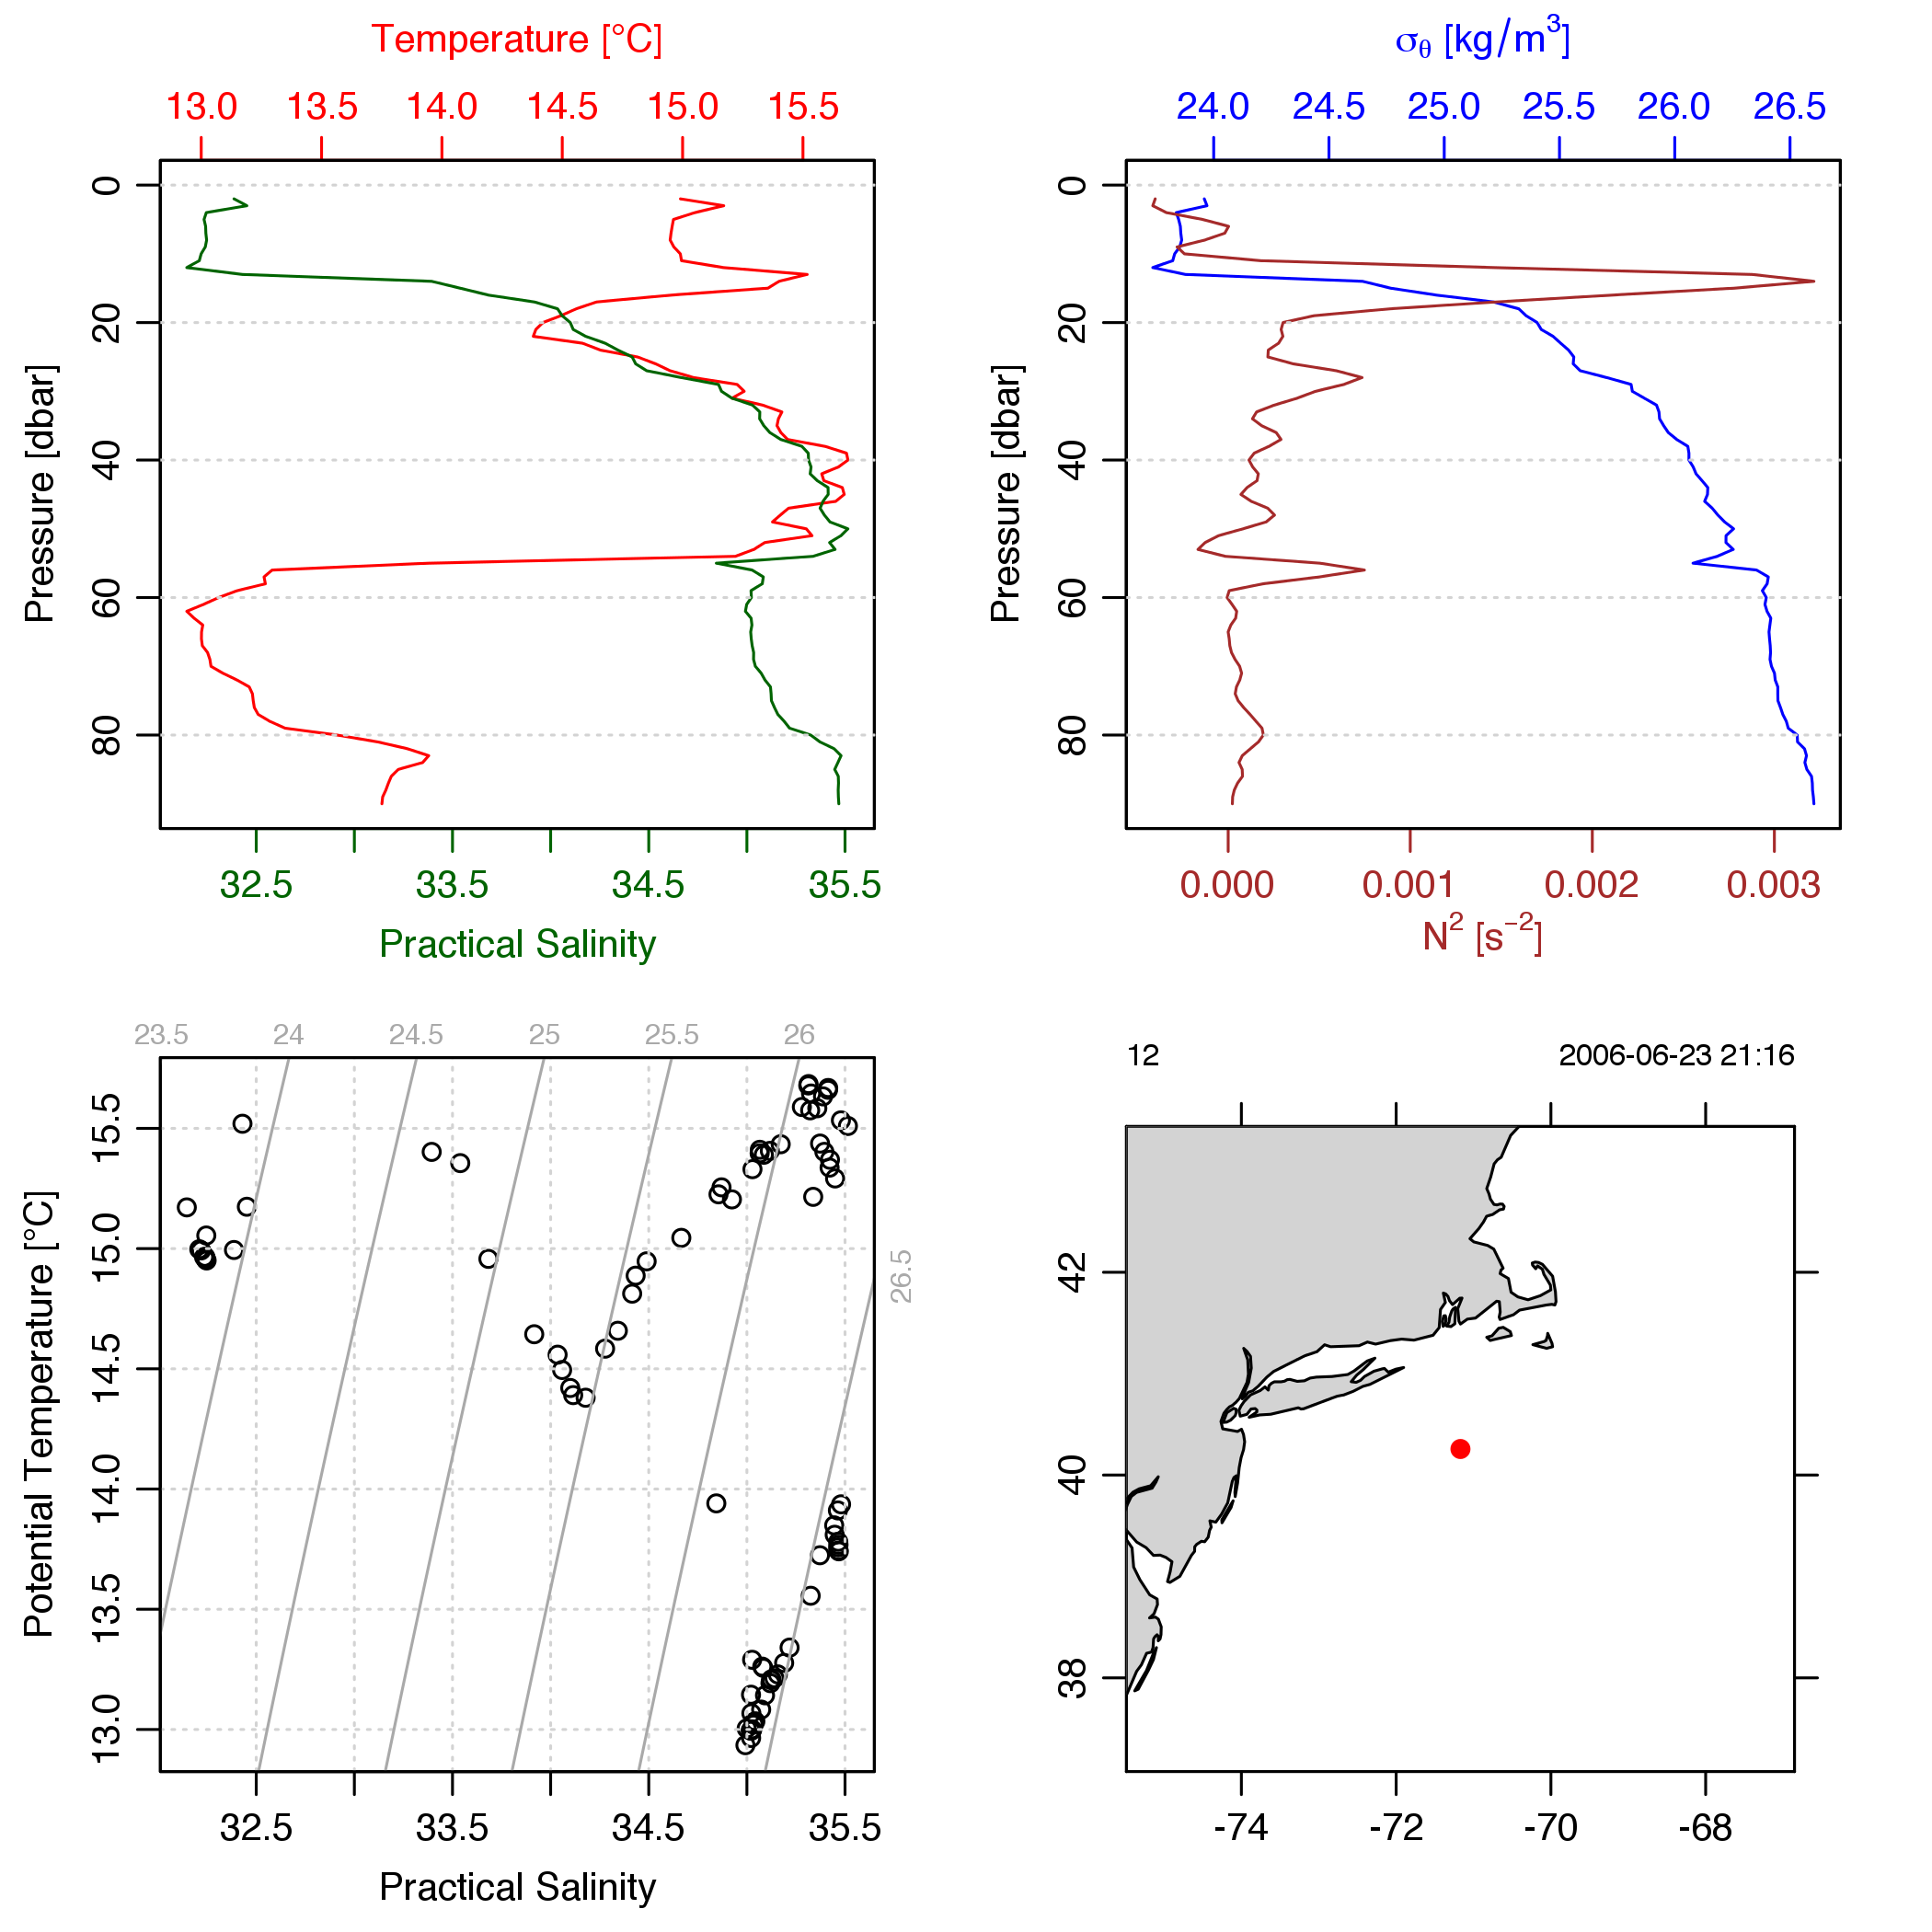 Temperature [°C]
13.0 13.5 14.0 14.5 15.0 15.5
Pressure [dbar]
0
20
40
60
80
32.5 33.5 34.5 35.5
Practical Salinity
σθ [kg/m³]
24.0 24.5 25.0 25.5 26.0 26.5
Pressure [dbar]
0
20
40
60
80
0.000 0.001 0.002 0.003
N² [s⁻²]
23.5 24 24.5 25 25.5 26
26.5
Potential Temperature [°C]
15.5
15.0
14.5
14.0
13.5
13.0
32.5 33.5 34.5 35.5
Practical Salinity
12 2006-06-23 21:16
42
40
38
-74 -72 -70 -68